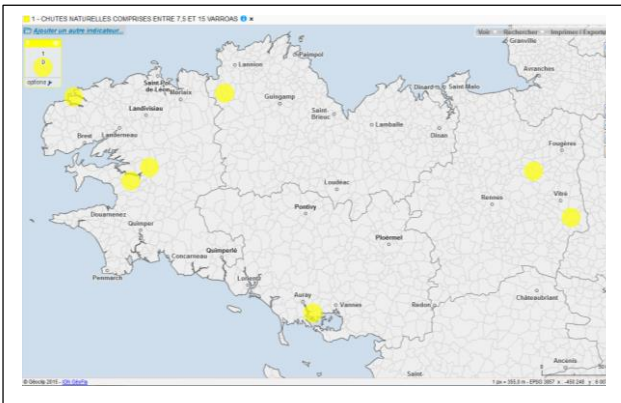 1 - CHUTES NATURELLES COMPRISES ENTRE 7,5 ET 15 VARROAS
Ajouter un autre indicateur...
Voir Rechercher Imprimer / Exporter
Granville
1
Paimpol
options
Lannion
Avranches
Saint-Pol
de Léon
Morlaix
Dinard
Saint-Malo
Guingamp
Landivisiau
Saint
Brieuc
Lamballe
Brest
Landerneau
Dinan
Fougères
Loudéac
Rennes
Vitré
Douarnenez
Pontivy
Quimper
Ploërmel
Concarneau
Quimperlé
Penmarch
Lorient
Châteaubriant
Auray
Vannes
Redon
Ancenis
Saint
© Géoclip 2015 - IGN GéoFla